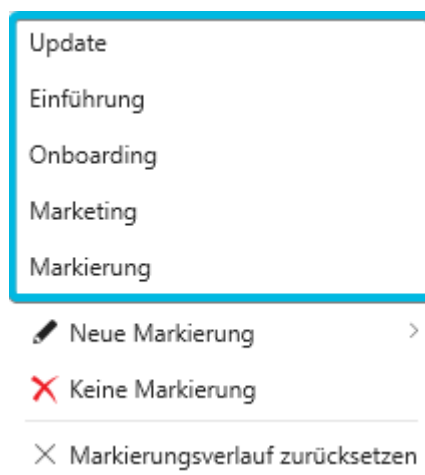 Update
Einführung
Onboarding
Marketing
Markierung
Neue Markierung
Keine Markierung
Markierungsverlauf zurücksetzen